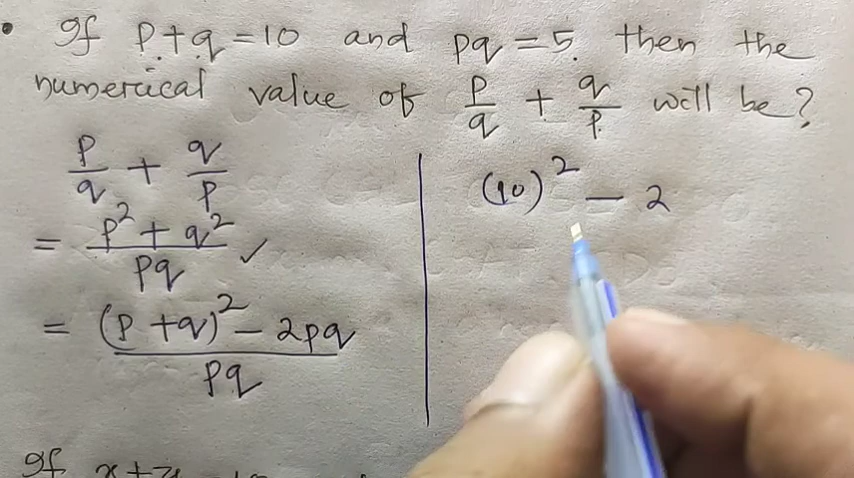 • If p+q=10 and pq=5. then the
numerical value of p/q + q/p will be?
p/q + q/p
= p²+q²/pq ✓
= (p+q)²-2pq/pq
(10)² - 2
If x+y